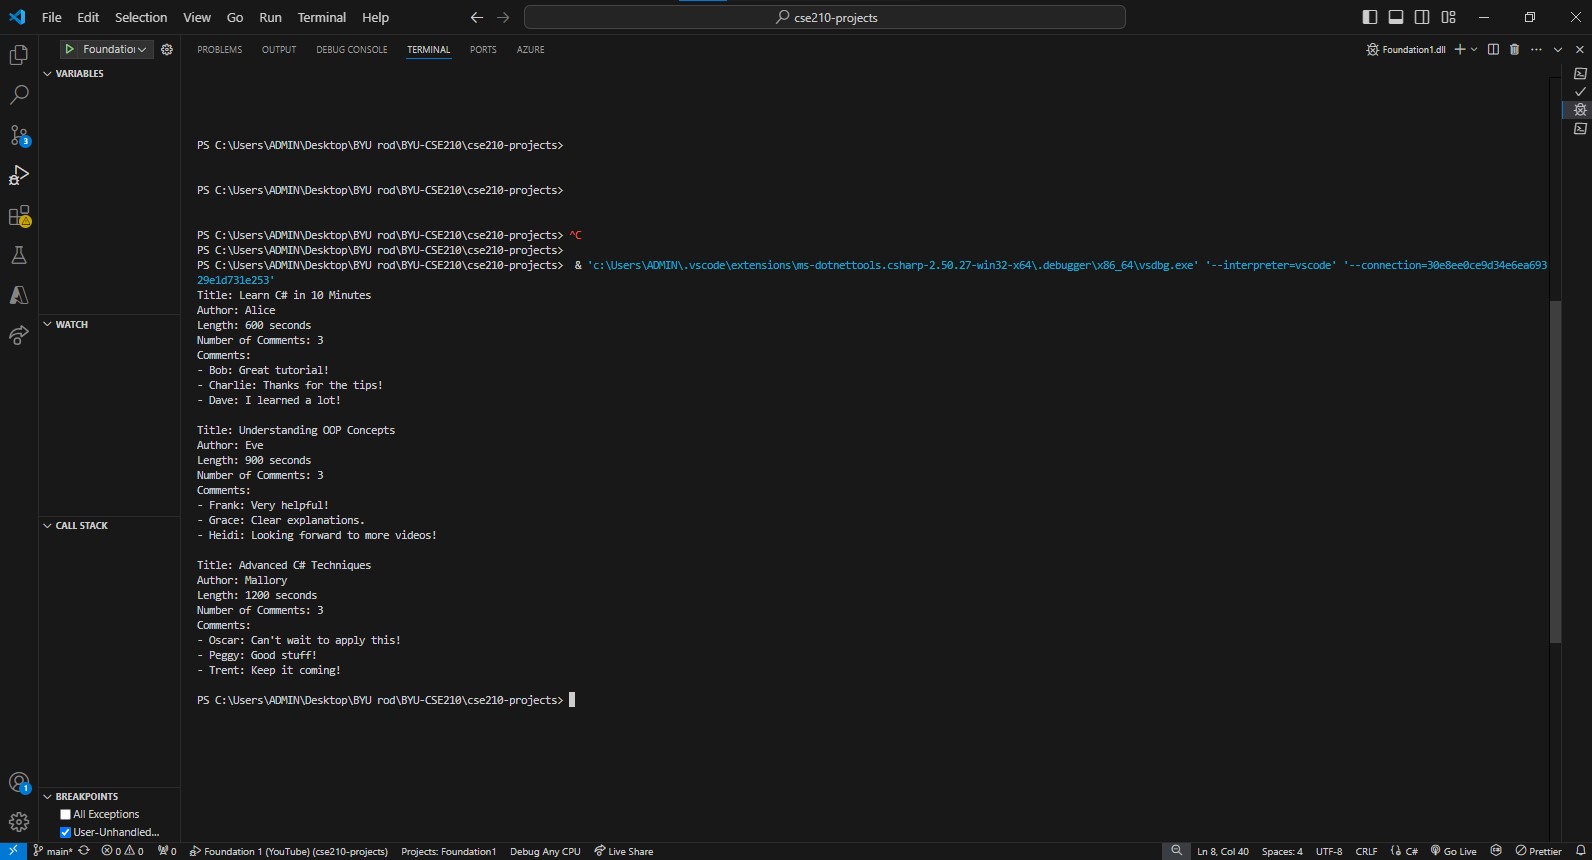 File Edit Selection View Go Run Terminal Help
cse210-projects
Foundation
PROBLEMS OUTPUT DEBUG CONSOLE TERMINAL PORTS AZURE
Foundation1.dll
VARIABLES
PS C:\Users\ADMIN\Desktop\BYU rod\BYU-CSE210\cse210-projects>
PS C:\Users\ADMIN\Desktop\BYU rod\BYU-CSE210\cse210-projects>
PS C:\Users\ADMIN\Desktop\BYU rod\BYU-CSE210\cse210-projects> ^C
PS C:\Users\ADMIN\Desktop\BYU rod\BYU-CSE210\cse210-projects>
PS C:\Users\ADMIN\Desktop\BYU rod\BYU-CSE210\cse210-projects>  & 'c:\Users\ADMIN\.vscode\extensions\ms-dotnettools.csharp-2.50.27-win32-x64\.debugger\x86_64\vsdbg.exe' '--interpreter=vscode' '--connection=30e8ee0ce9d34e6ea693
29e1d731e253'
Title: Learn C# in 10 Minutes
Author: Alice
Length: 600 seconds
Number of Comments: 3
Comments:
- Bob: Great tutorial!
- Charlie: Thanks for the tips!
- Dave: I learned a lot!
Title: Understanding OOP Concepts
Author: Eve
Length: 900 seconds
Number of Comments: 3
Comments:
- Frank: Very helpful!
- Grace: Clear explanations.
- Heidi: Looking forward to more videos!
Title: Advanced C# Techniques
Author: Mallory
Length: 1200 seconds
Number of Comments: 3
Comments:
- Oscar: Can't wait to apply this!
- Peggy: Good stuff!
- Trent: Keep it coming!
PS C:\Users\ADMIN\Desktop\BYU rod\BYU-CSE210\cse210-projects>
WATCH
CALL STACK
BREAKPOINTS
All Exceptions
User-Unhandled...
3
1
main* 0 0 0 Foundation 1 (YouTube) (cse210-projects) Projects: Foundation1 Debug Any CPU Live Share Ln 8, Col 40 Spaces: 4 UTF-8 CRLF {} C# Go Live Prettier